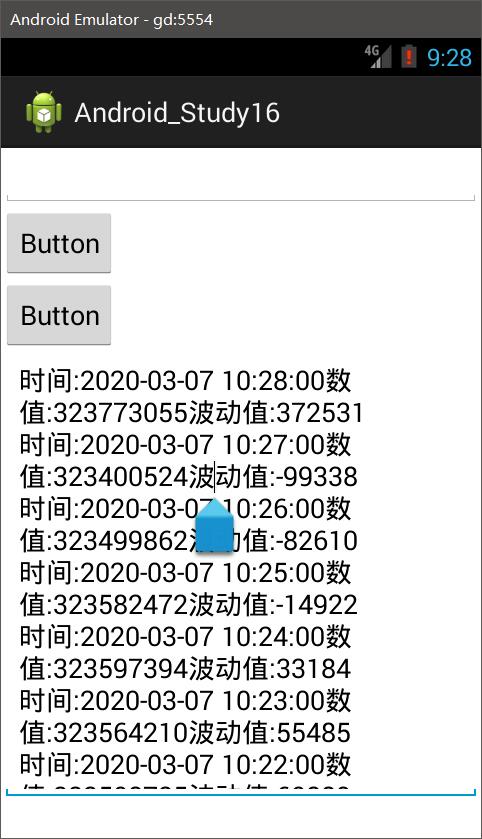 Android Emulator - gd:5554
4G
9:28
Android_Study16
Button
Button
时间:2020-03-07 10:28:00数
值:323773055波动值:372531
时间:2020-03-07 10:27:00数
值:323400524波动值:-99338
时间:2020-03-07 10:26:00数
值:323499862波动值:-82610
时间:2020-03-07 10:25:00数
值:323582472波动值:-14922
时间:2020-03-07 10:24:00数
值:323597394波动值:33184
时间:2020-03-07 10:23:00数
值:323564210波动值:55485
时间:2020-03-07 10:22:00数